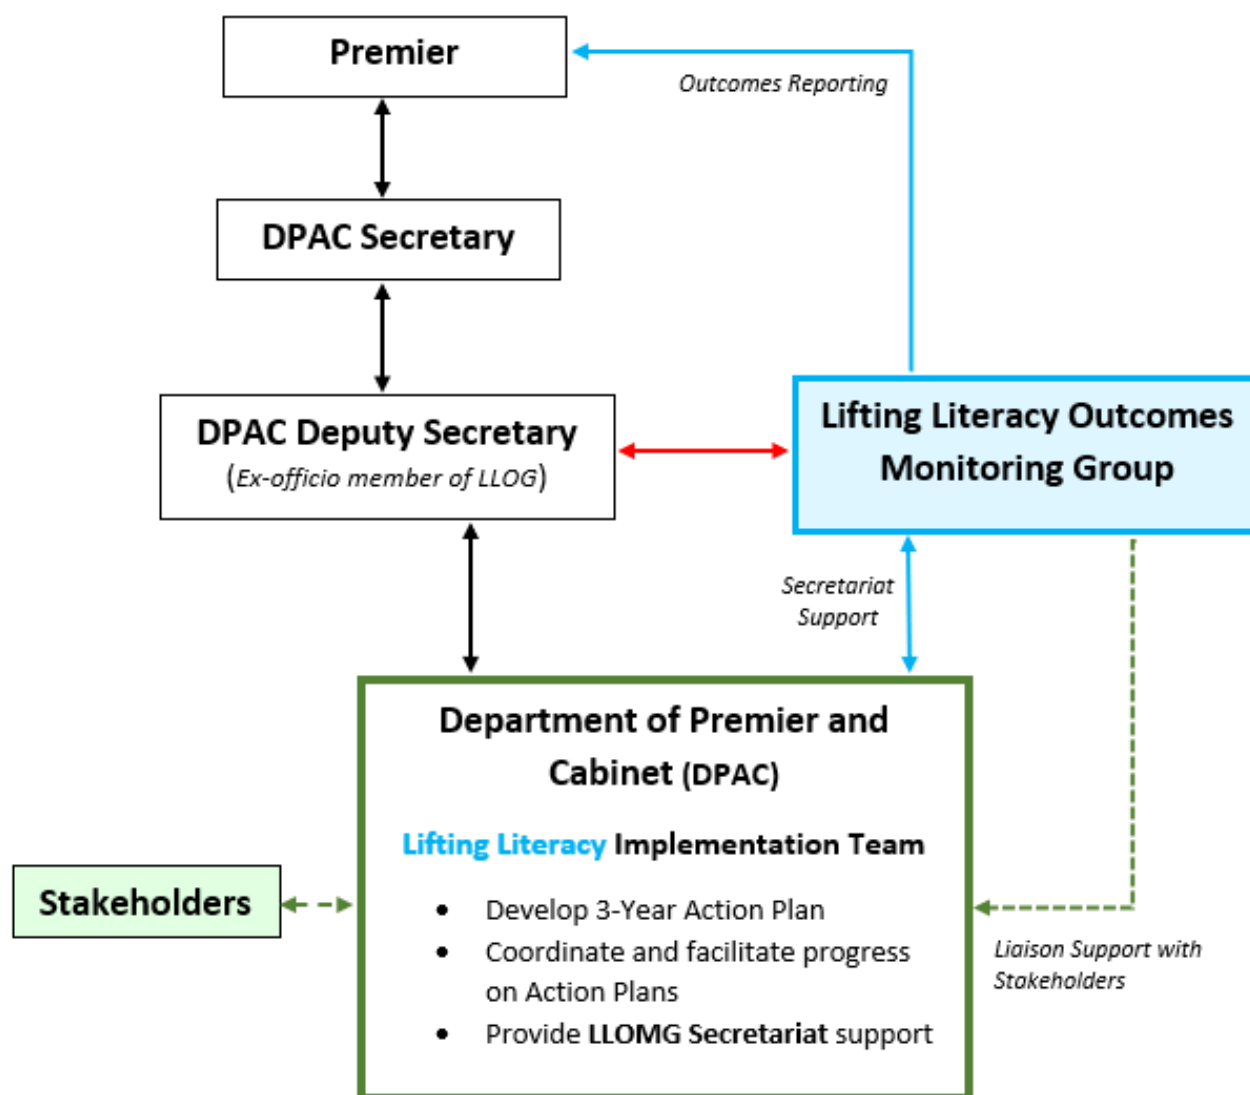 Premier
Outcomes Reporting
DPAC Secretary
DPAC Deputy Secretary
(Ex-officio member of LLOG)
Lifting Literacy Outcomes
Monitoring Group
Secretariat
Support
Department of Premier and
Cabinet (DPAC)
Lifting Literacy Implementation Team
• Develop 3-Year Action Plan
• Coordinate and facilitate progress
on Action Plans
• Provide LLOMG Secretariat support
Stakeholders
Liaison Support with
Stakeholders